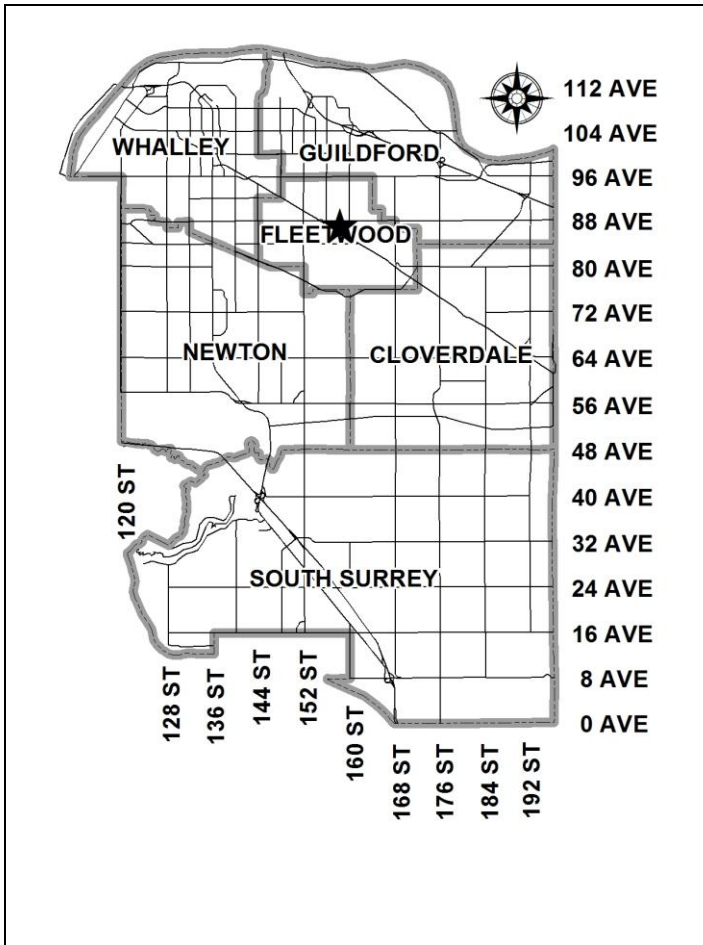 112 AVE
104 AVE
WHALLEY
GUILDFORD
96 AVE
88 AVE
FLEETWOOD
80 AVE
72 AVE
NEWTON
CLOVERDALE
64 AVE
56 AVE
48 AVE
120 ST
40 AVE
32 AVE
SOUTH SURREY
24 AVE
16 AVE
8 AVE
0 AVE
128 ST
136 ST
144 ST
152 ST
160 ST
168 ST
176 ST
184 ST
192 ST